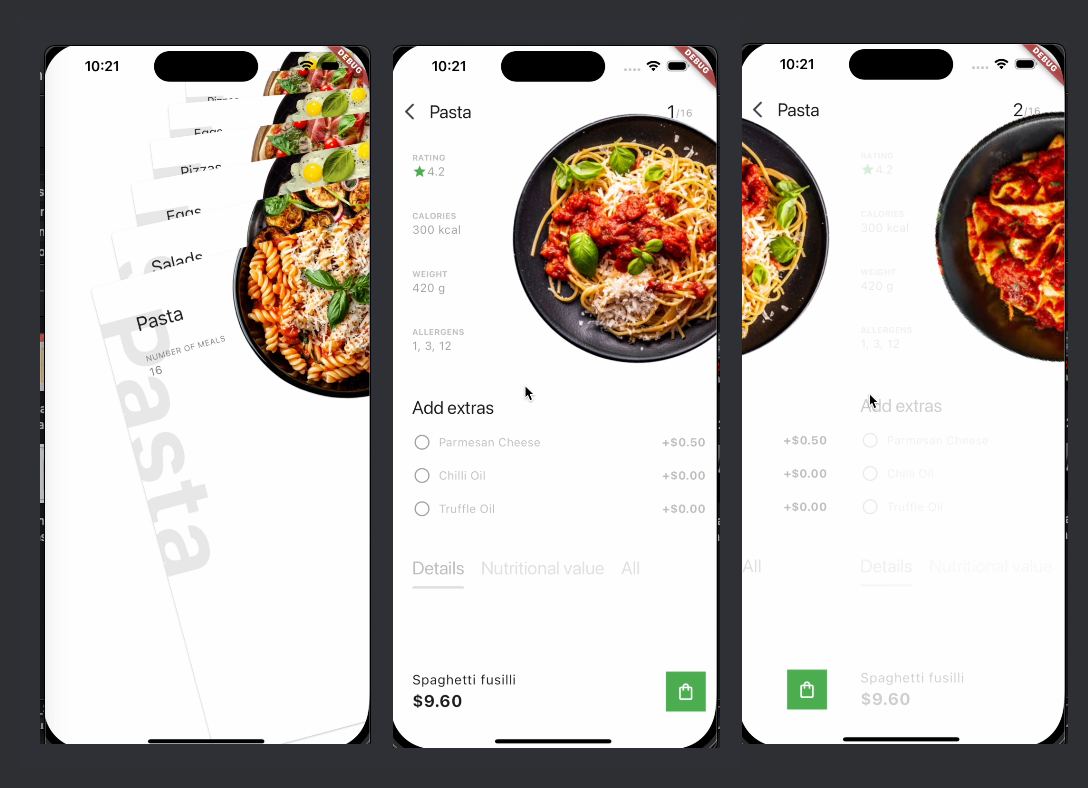 10:21
DEBUG
Pizzas
Eggs
Pizzas
Eggs
Salads
Pasta
NUMBER OF MEALS
16
Pasta
10:21
DEBUG
Pasta
1/16
RATING
4.2
CALORIES
300 kcal
WEIGHT
420 g
ALLERGENS
1, 3, 12
Add extras
Parmesan Cheese +$0.50
Chilli Oil +$0.00
Truffle Oil +$0.00
Details Nutritional value All
Spaghetti fusilli
$9.60
10:21
DEBUG
Pasta
2/16
RATING
4.2
CALORIES
300 kcal
WEIGHT
420 g
ALLERGENS
1, 3, 12
Add extras
+$0.50 Parmesan Cheese
+$0.00 Chilli Oil
+$0.00 Truffle Oil
All Details Nutritional value
Spaghetti fusilli
$9.60